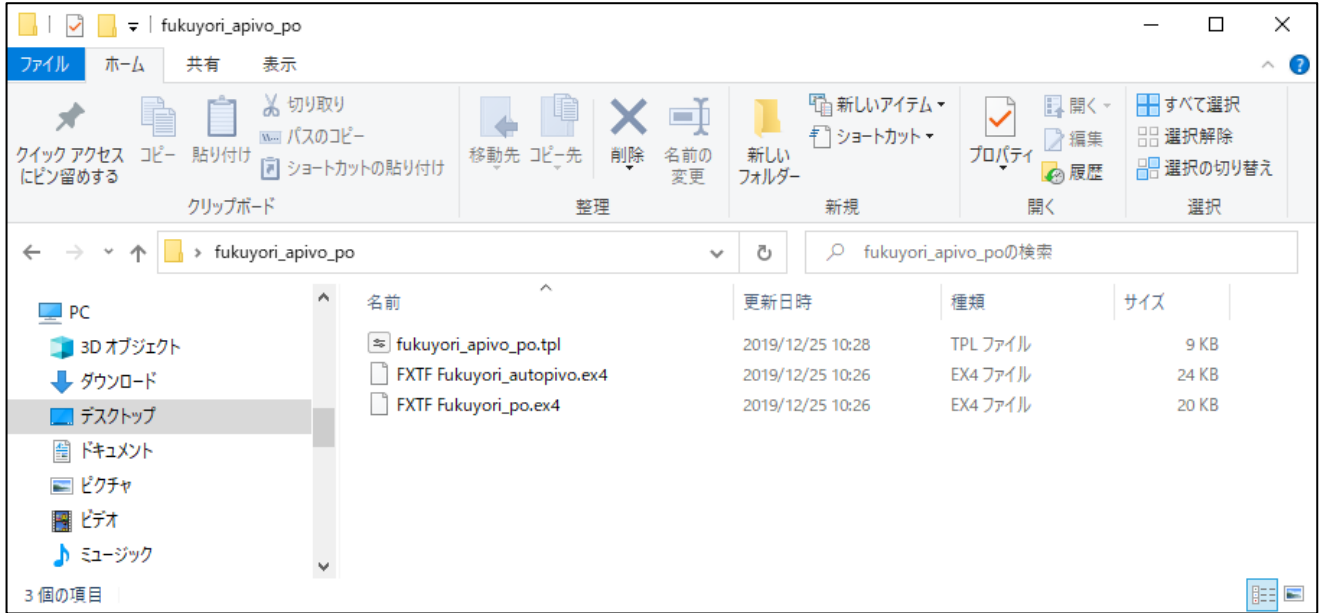 fukuyori_apivo_po
ファイル ホーム 共有 表示
クイック アクセス
にピン留めする
コピー
貼り付け
切り取り
パスのコピー
ショートカットの貼り付け
クリップボード
移動先
コピー先
削除
名前の
変更
整理
新しい
フォルダー
新しいアイテム
ショートカット
新規
プロパティ
開く
編集
履歴
開く
すべて選択
選択解除
選択の切り替え
選択
fukuyori_apivo_po
fukuyori_apivo_poの検索
PC
3D オブジェクト
ダウンロード
デスクトップ
ドキュメント
ピクチャ
ビデオ
ミュージック
名前 更新日時 種類 サイズ
fukuyori_apivo_po.tpl 2019/12/25 10:28 TPL ファイル 9 KB
FXTF Fukuyori_autopivo.ex4 2019/12/25 10:26 EX4 ファイル 24 KB
FXTF Fukuyori_po.ex4 2019/12/25 10:26 EX4 ファイル 20 KB
3 個の項目